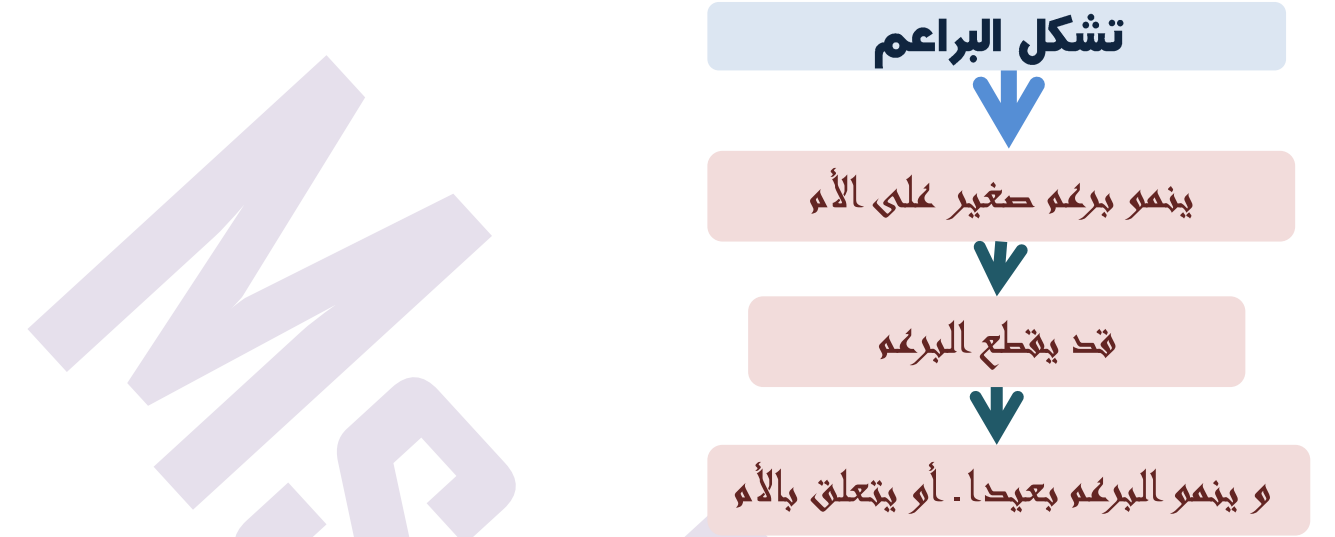 تشكل البراعم
ينمو برعم صغير على الأم
قد يقطع البرعم
و ينمو البرعم بعيدا. أو يتعلق بالأم